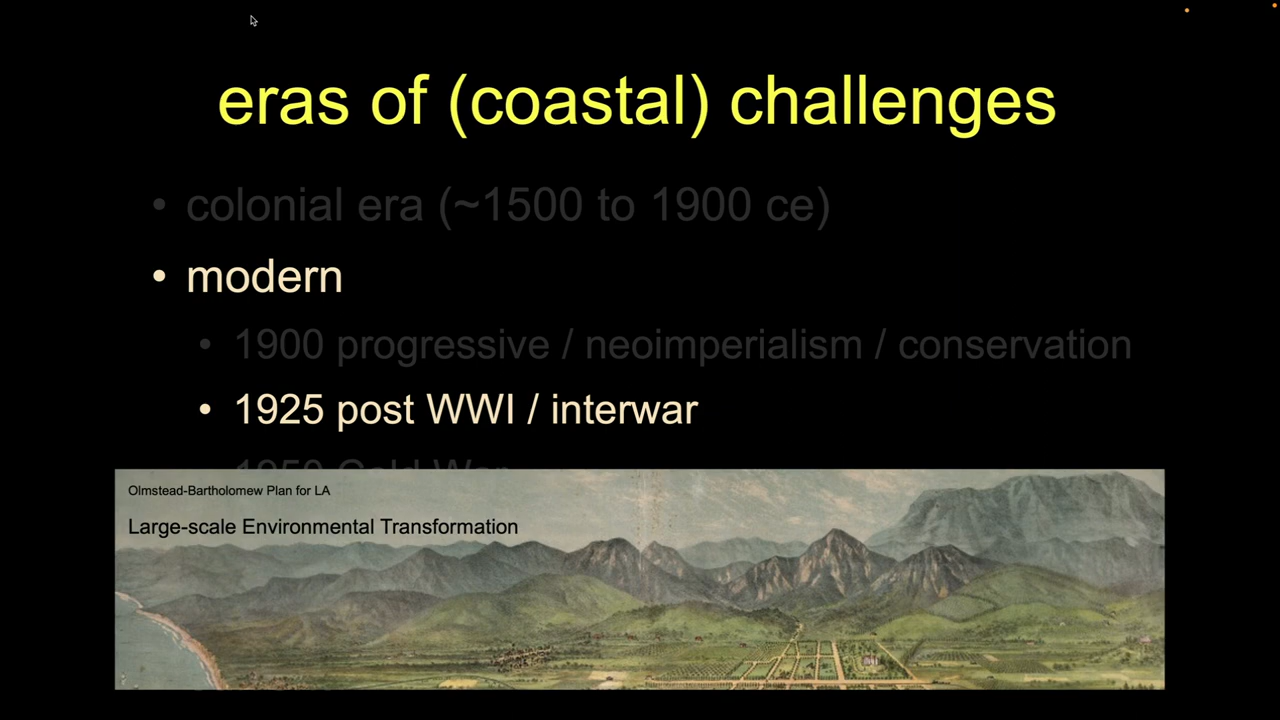 eras of (coastal) challenges
• colonial era (~1500 to 1900 ce)
• modern
• 1900 progressive / neoimperialism / conservation
• 1925 post WWI / interwar
1950 Cold War
Olmstead-Bartholomew Plan for LA
Large-scale Environmental Transformation